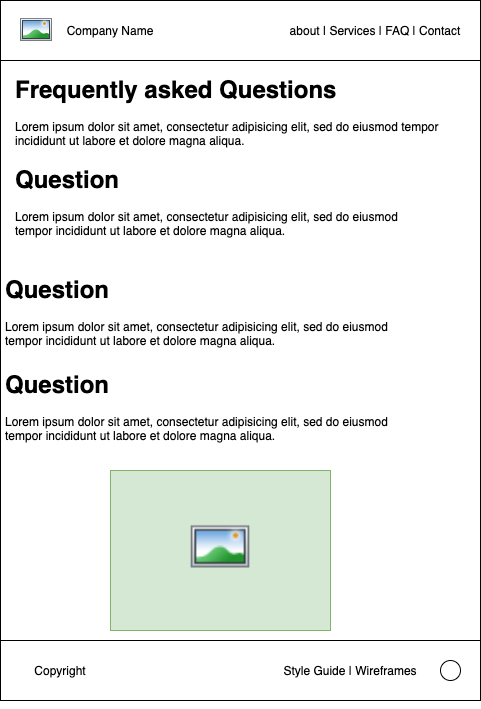 Company Name
about | Services | FAQ | Contact
Frequently asked Questions
Lorem ipsum dolor sit amet, consectetur adipisicing elit, sed do eiusmod tempor
incididunt ut labore et dolore magna aliqua.
Question
Lorem ipsum dolor sit amet, consectetur adipisicing elit, sed do eiusmod
tempor incididunt ut labore et dolore magna aliqua.
Question
Lorem ipsum dolor sit amet, consectetur adipisicing elit, sed do eiusmod
tempor incididunt ut labore et dolore magna aliqua.
Question
Lorem ipsum dolor sit amet, consectetur adipisicing elit, sed do eiusmod
tempor incididunt ut labore et dolore magna aliqua.
Copyright
Style Guide | Wireframes